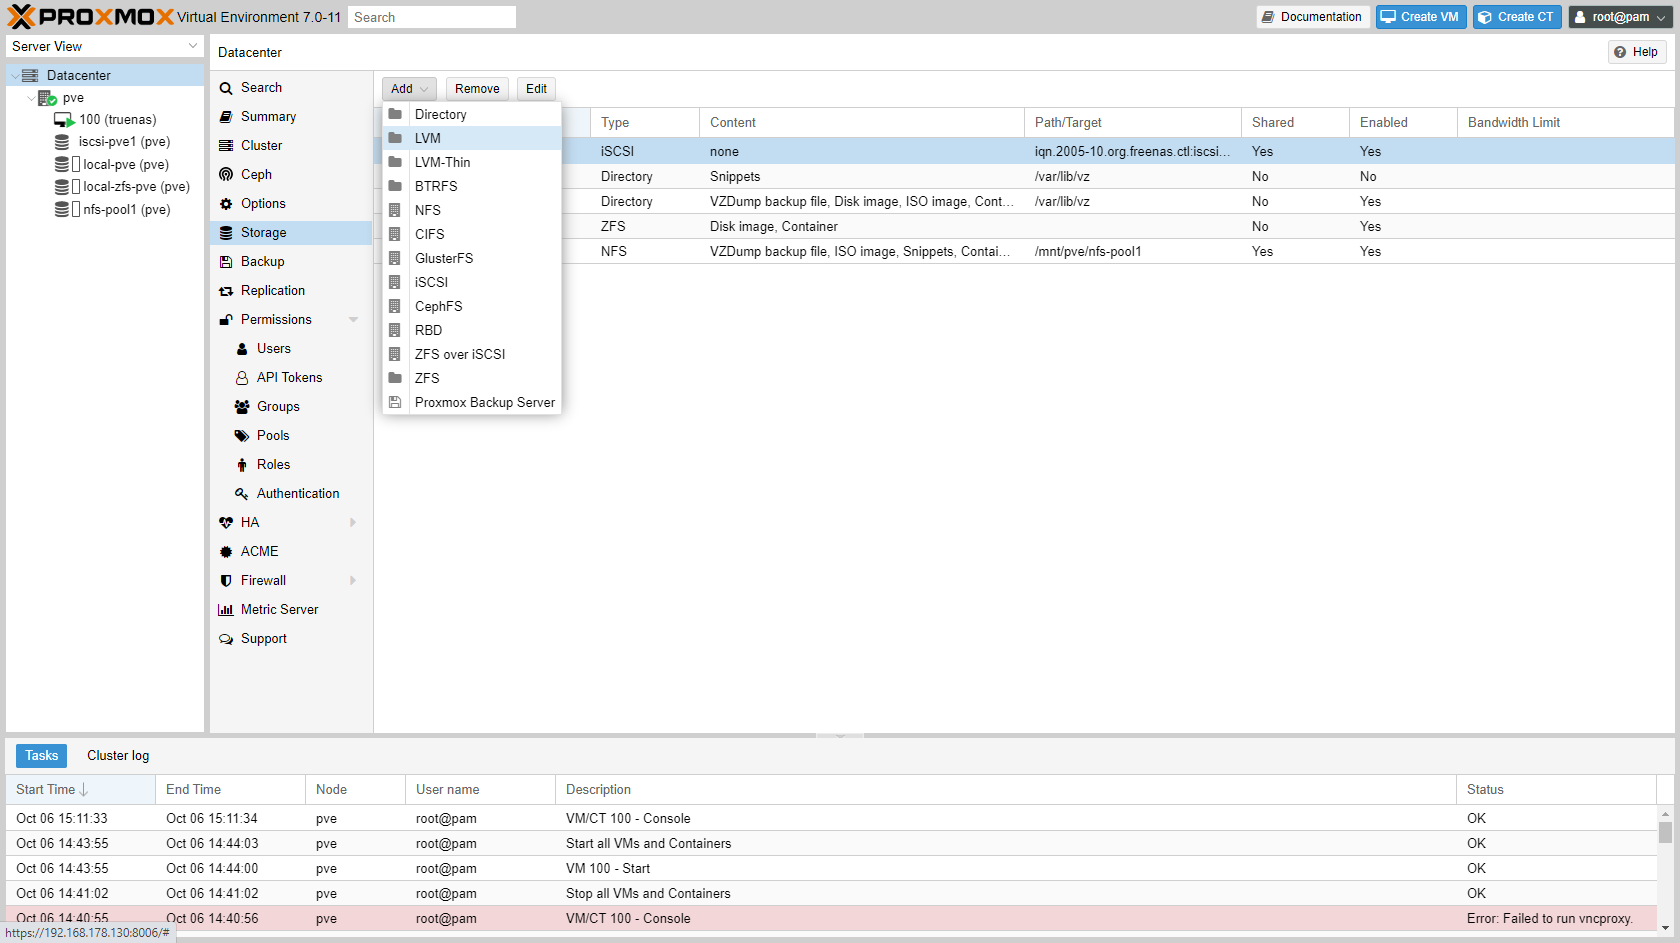 PROXMOX Virtual Environment 7.0-11 Search Documentation Create VM Create CT root@pam
Server View
Datacenter
pve
100 (truenas)
iscsi-pve1 (pve)
local-pve (pve)
local-zfs-pve (pve)
nfs-pool1 (pve)
Datacenter Help
Search
Summary
Cluster
Ceph
Options
Storage
Backup
Replication
Permissions
Users
API Tokens
Groups
Pools
Roles
Authentication
HA
ACME
Firewall
Metric Server
Support
Add Remove Edit
Directory
LVM
LVM-Thin
BTRFS
NFS
CIFS
GlusterFS
iSCSI
CephFS
RBD
ZFS over iSCSI
ZFS
Proxmox Backup Server
Type Content Path/Target Shared Enabled Bandwidth Limit
iSCSI none iqn.2005-10.org.freenas.ctl:iscsi... Yes Yes
Directory Snippets /var/lib/vz No No
Directory VZDump backup file, Disk image, ISO image, Cont... /var/lib/vz No Yes
ZFS Disk image, Container No Yes
NFS VZDump backup file, ISO image, Snippets, Contai... /mnt/pve/nfs-pool1 Yes Yes
Tasks Cluster log
Start Time End Time Node User name Description Status
Oct 06 15:11:33 Oct 06 15:11:34 pve root@pam VM/CT 100 - Console OK
Oct 06 14:43:55 Oct 06 14:44:03 pve root@pam Start all VMs and Containers OK
Oct 06 14:43:55 Oct 06 14:44:00 pve root@pam VM 100 - Start OK
Oct 06 14:41:02 Oct 06 14:41:02 pve root@pam Stop all VMs and Containers OK
Oct 06 14:40:55 Oct 06 14:40:56 pve root@pam VM/CT 100 - Console Error: Failed to run vncproxy.
https://192.168.178.130:8006/#